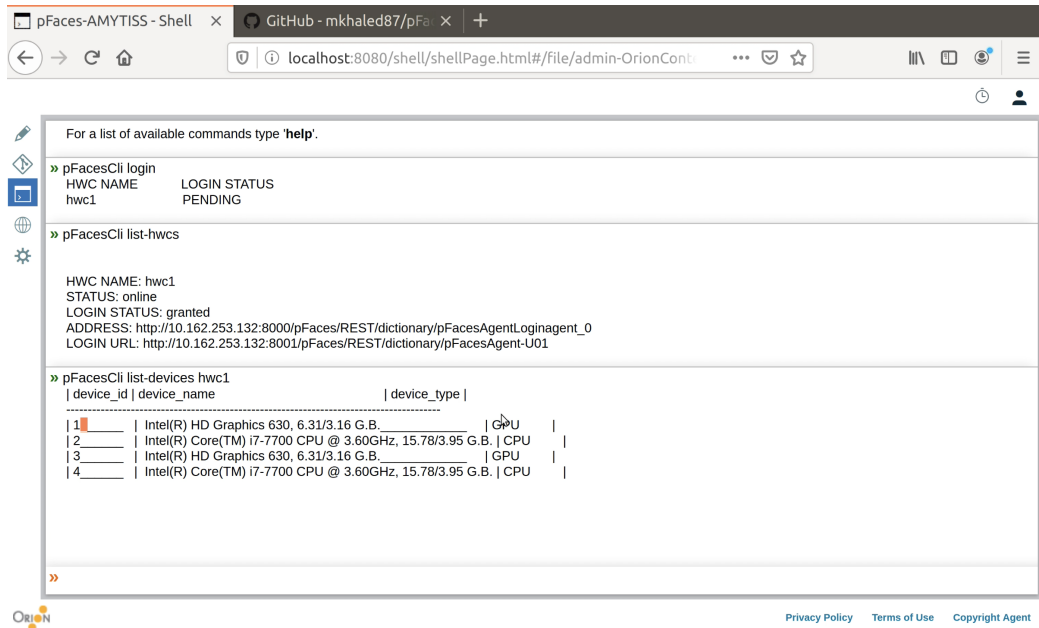 pFaces-AMYTISS - Shell
GitHub - mkhaled87/pFac
localhost:8080/shell/shellPage.html#/file/admin-OrionConte
For a list of available commands type 'help'.
» pFacesCli login
HWC NAME LOGIN STATUS
hwc1 PENDING
» pFacesCli list-hwcs
HWC NAME: hwc1
STATUS: online
LOGIN STATUS: granted
ADDRESS: http://10.162.253.132:8000/pFaces/REST/dictionary/pFacesAgentLoginagent_0
LOGIN URL: http://10.162.253.132:8001/pFaces/REST/dictionary/pFacesAgent-U01
» pFacesCli list-devices hwc1
| device_id | device_name | device_type |
----------------------------------------------------------------------------------------
| 1______ | Intel(R) HD Graphics 630, 6.31/3.16 G.B.____________ | GPU |
| 2______ | Intel(R) Core(TM) i7-7700 CPU @ 3.60GHz, 15.78/3.95 G.B. | CPU |
| 3______ | Intel(R) HD Graphics 630, 6.31/3.16 G.B.____________ | GPU |
| 4______ | Intel(R) Core(TM) i7-7700 CPU @ 3.60GHz, 15.78/3.95 G.B. | CPU |
»
ORION
Privacy Policy Terms of Use Copyright Agent